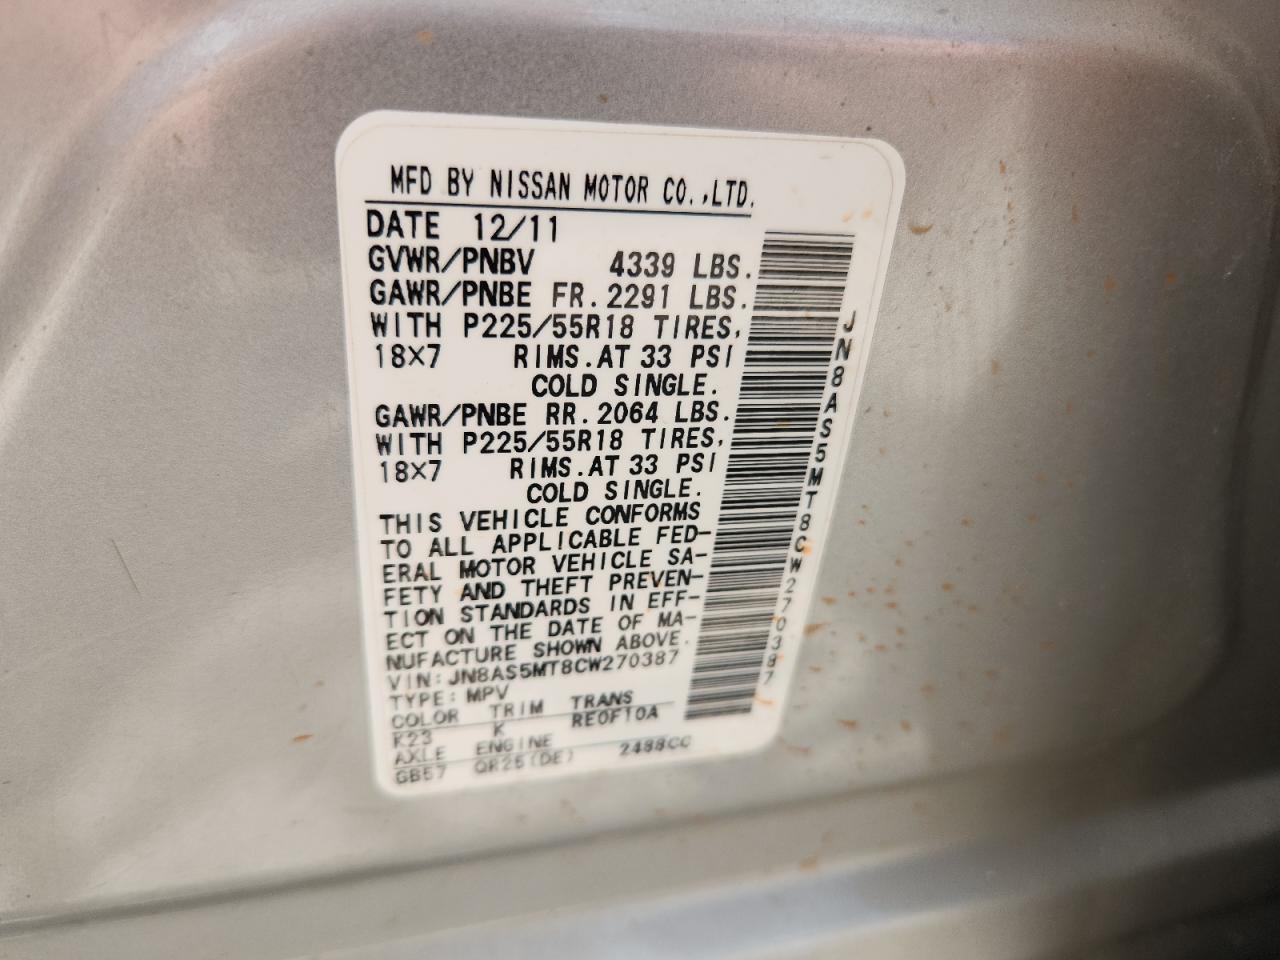 MFD BY NISSAN MOTOR CO.,LTD.
DATE 12/11
GVWR/PNBV 4339 LBS.
GAWR/PNBE FR.2291 LBS.
WITH P225/55R18 TIRES,
18×7 RIMS.AT 33 PSI
COLD SINGLE.
GAWR/PNBE RR.2064 LBS.
WITH P225/55R18 TIRES,
18×7 RIMS.AT 33 PSI
COLD SINGLE.
THIS VEHICLE CONFORMS
TO ALL APPLICABLE FED-
ERAL MOTOR VEHICLE SA-
FETY AND THEFT PREVEN-
TION STANDARDS IN EFF-
ECT ON THE DATE OF MA-
NUFACTURE SHOWN ABOVE.
VIN:JN8AS5MT8CW270387
TYPE:MPV
COLOR TRIM TRANS
K23 K RE0F10A
AXLE ENGINE
GB57 QR25(DE) 2488CC
JN8AS5MT8CW270387